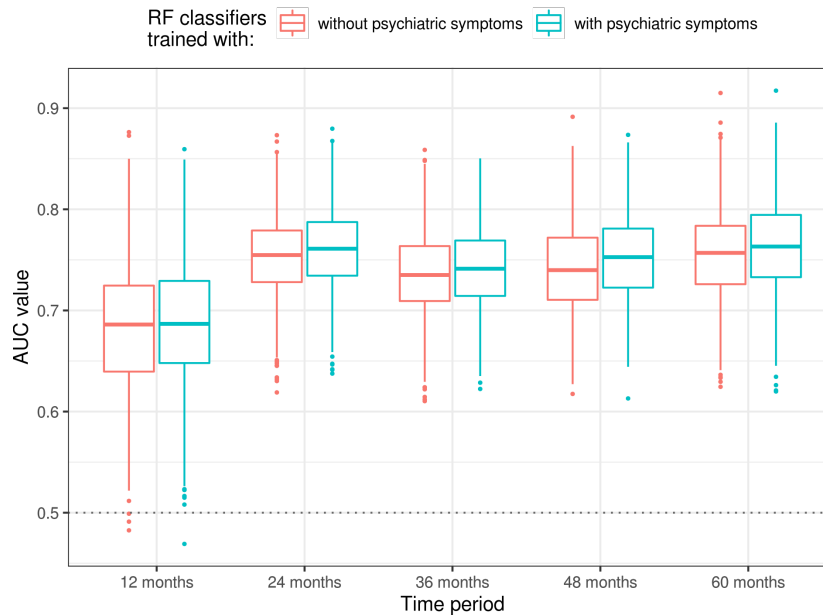 RF classifiers
trained with:
without psychiatric symptoms
with psychiatric symptoms
AUC value
0.9
0.8
0.7
0.6
0.5
12 months
24 months
36 months
48 months
60 months
Time period